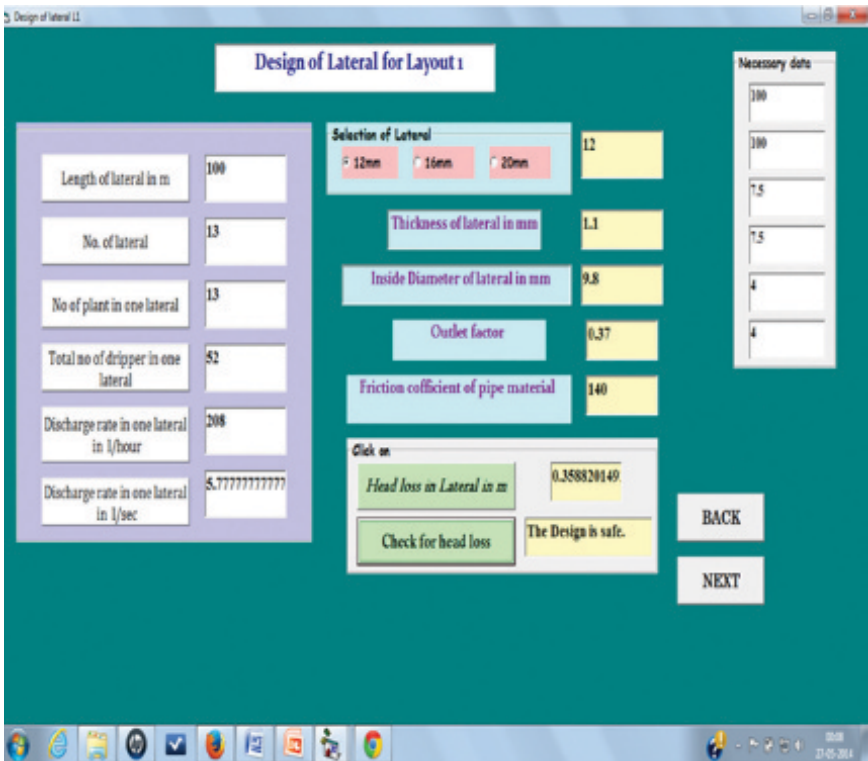 Design of lateral L1
Design of Lateral for Layout 1
Necessary data
100
100
7.5
7.5
4
4
Length of lateral in m
100
No. of lateral
13
No of plant in one lateral
13
Total no of dripper in one
lateral
52
Discharge rate in one lateral
in l/hour
208
Discharge rate in one lateral
in l/sec
5.77777777777
Selection of Lateral
12mm
16mm
20mm
12
Thickness of lateral in mm
1.1
Inside Diameter of lateral in mm
9.8
Outlet factor
0.37
Friction cofficient of pipe material
140
Click on
Head loss in Lateral in m
0.358820149
Check for head loss
The Design is safe.
BACK
NEXT
27-05-2014